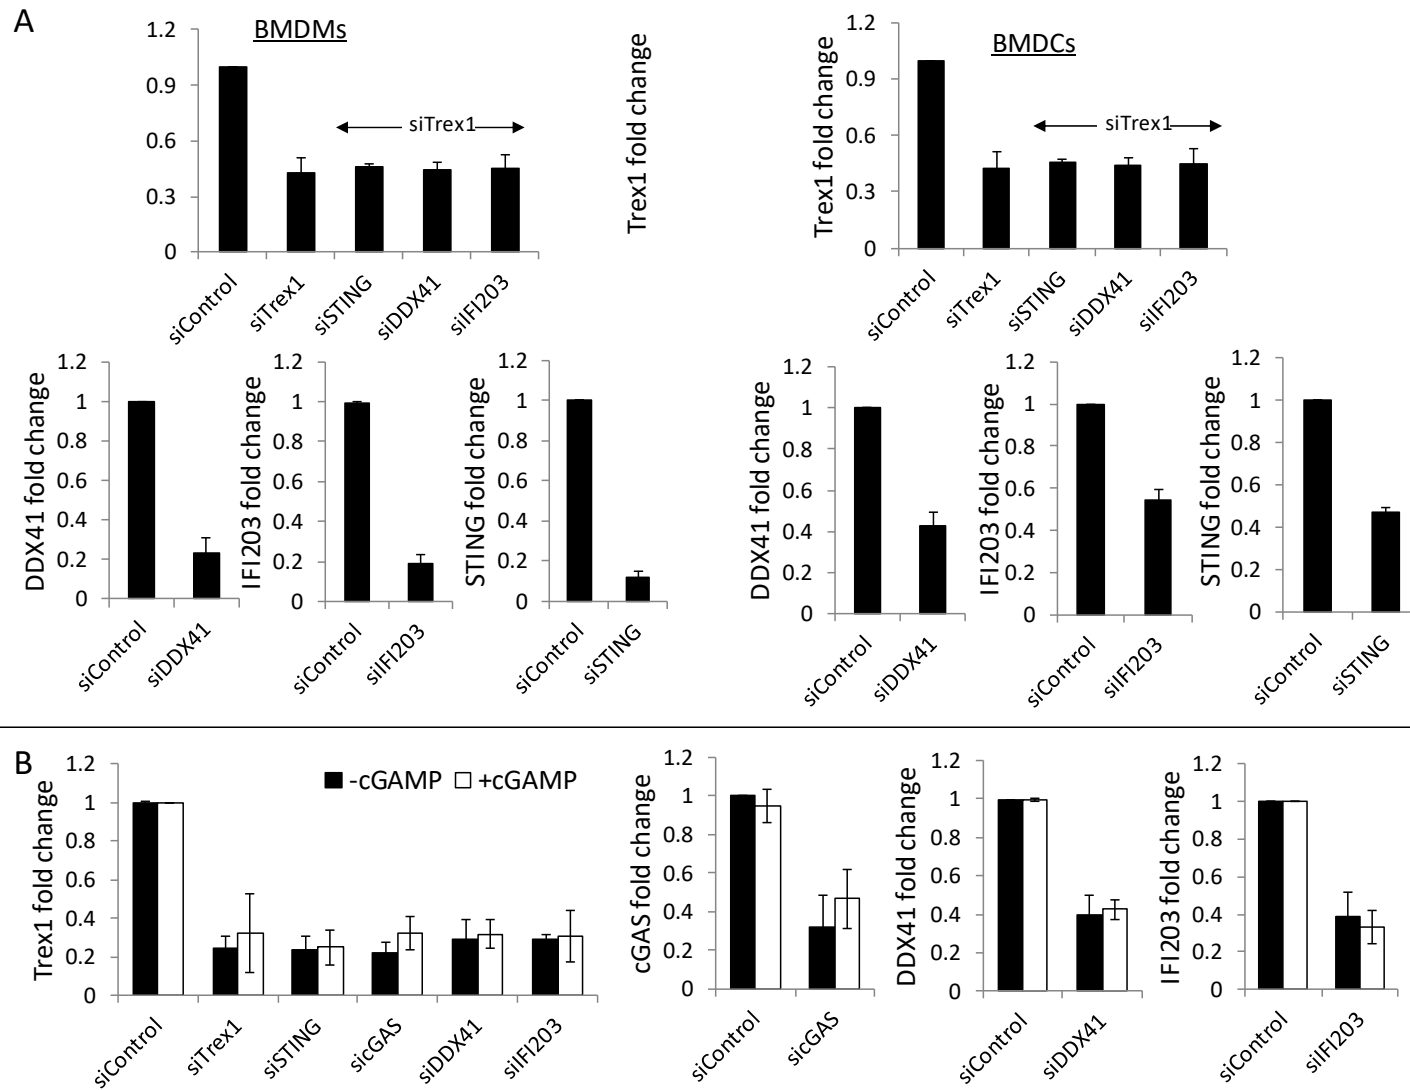 A
BMDMs
Trex1 fold change
1.2
0.9
0.6
0.3
0
siTrex1
siControl
siTrex1
siSTING
siDDX41
siIFI203
BMDCs
Trex1 fold change
1.2
0.9
0.6
0.3
0
siTrex1
siControl
siTrex1
siSTING
siDDX41
siIFI203
DDX41 fold change
1.2
1
0.8
0.6
0.4
0.2
0
siControl
siDDX41
IFI203 fold change
1.2
1
0.8
0.6
0.4
0.2
0
siControl
siIFI203
STING fold change
1.2
1
0.8
0.6
0.4
0.2
0
siControl
siSTING
DDX41 fold change
1.2
1
0.8
0.6
0.4
0.2
0
siControl
siDDX41
IFI203 fold change
1.2
1
0.8
0.6
0.4
0.2
0
siControl
siIFI203
STING fold change
1.2
1
0.8
0.6
0.4
0.2
0
siControl
siSTING
B
Trex1 fold change
1.2
1
0.8
0.6
0.4
0.2
0
-cGAMP +cGAMP
siControl
siTrex1
siSTING
sicGAS
siDDX41
siIFI203
cGAS fold change
1.2
1
0.8
0.6
0.4
0.2
0
siControl
sicGAS
DDX41 fold change
1.2
1
0.8
0.6
0.4
0.2
0
siControl
siDDX41
IFI203 fold change
1.2
1
0.8
0.6
0.4
0.2
0
siControl
siIFI203